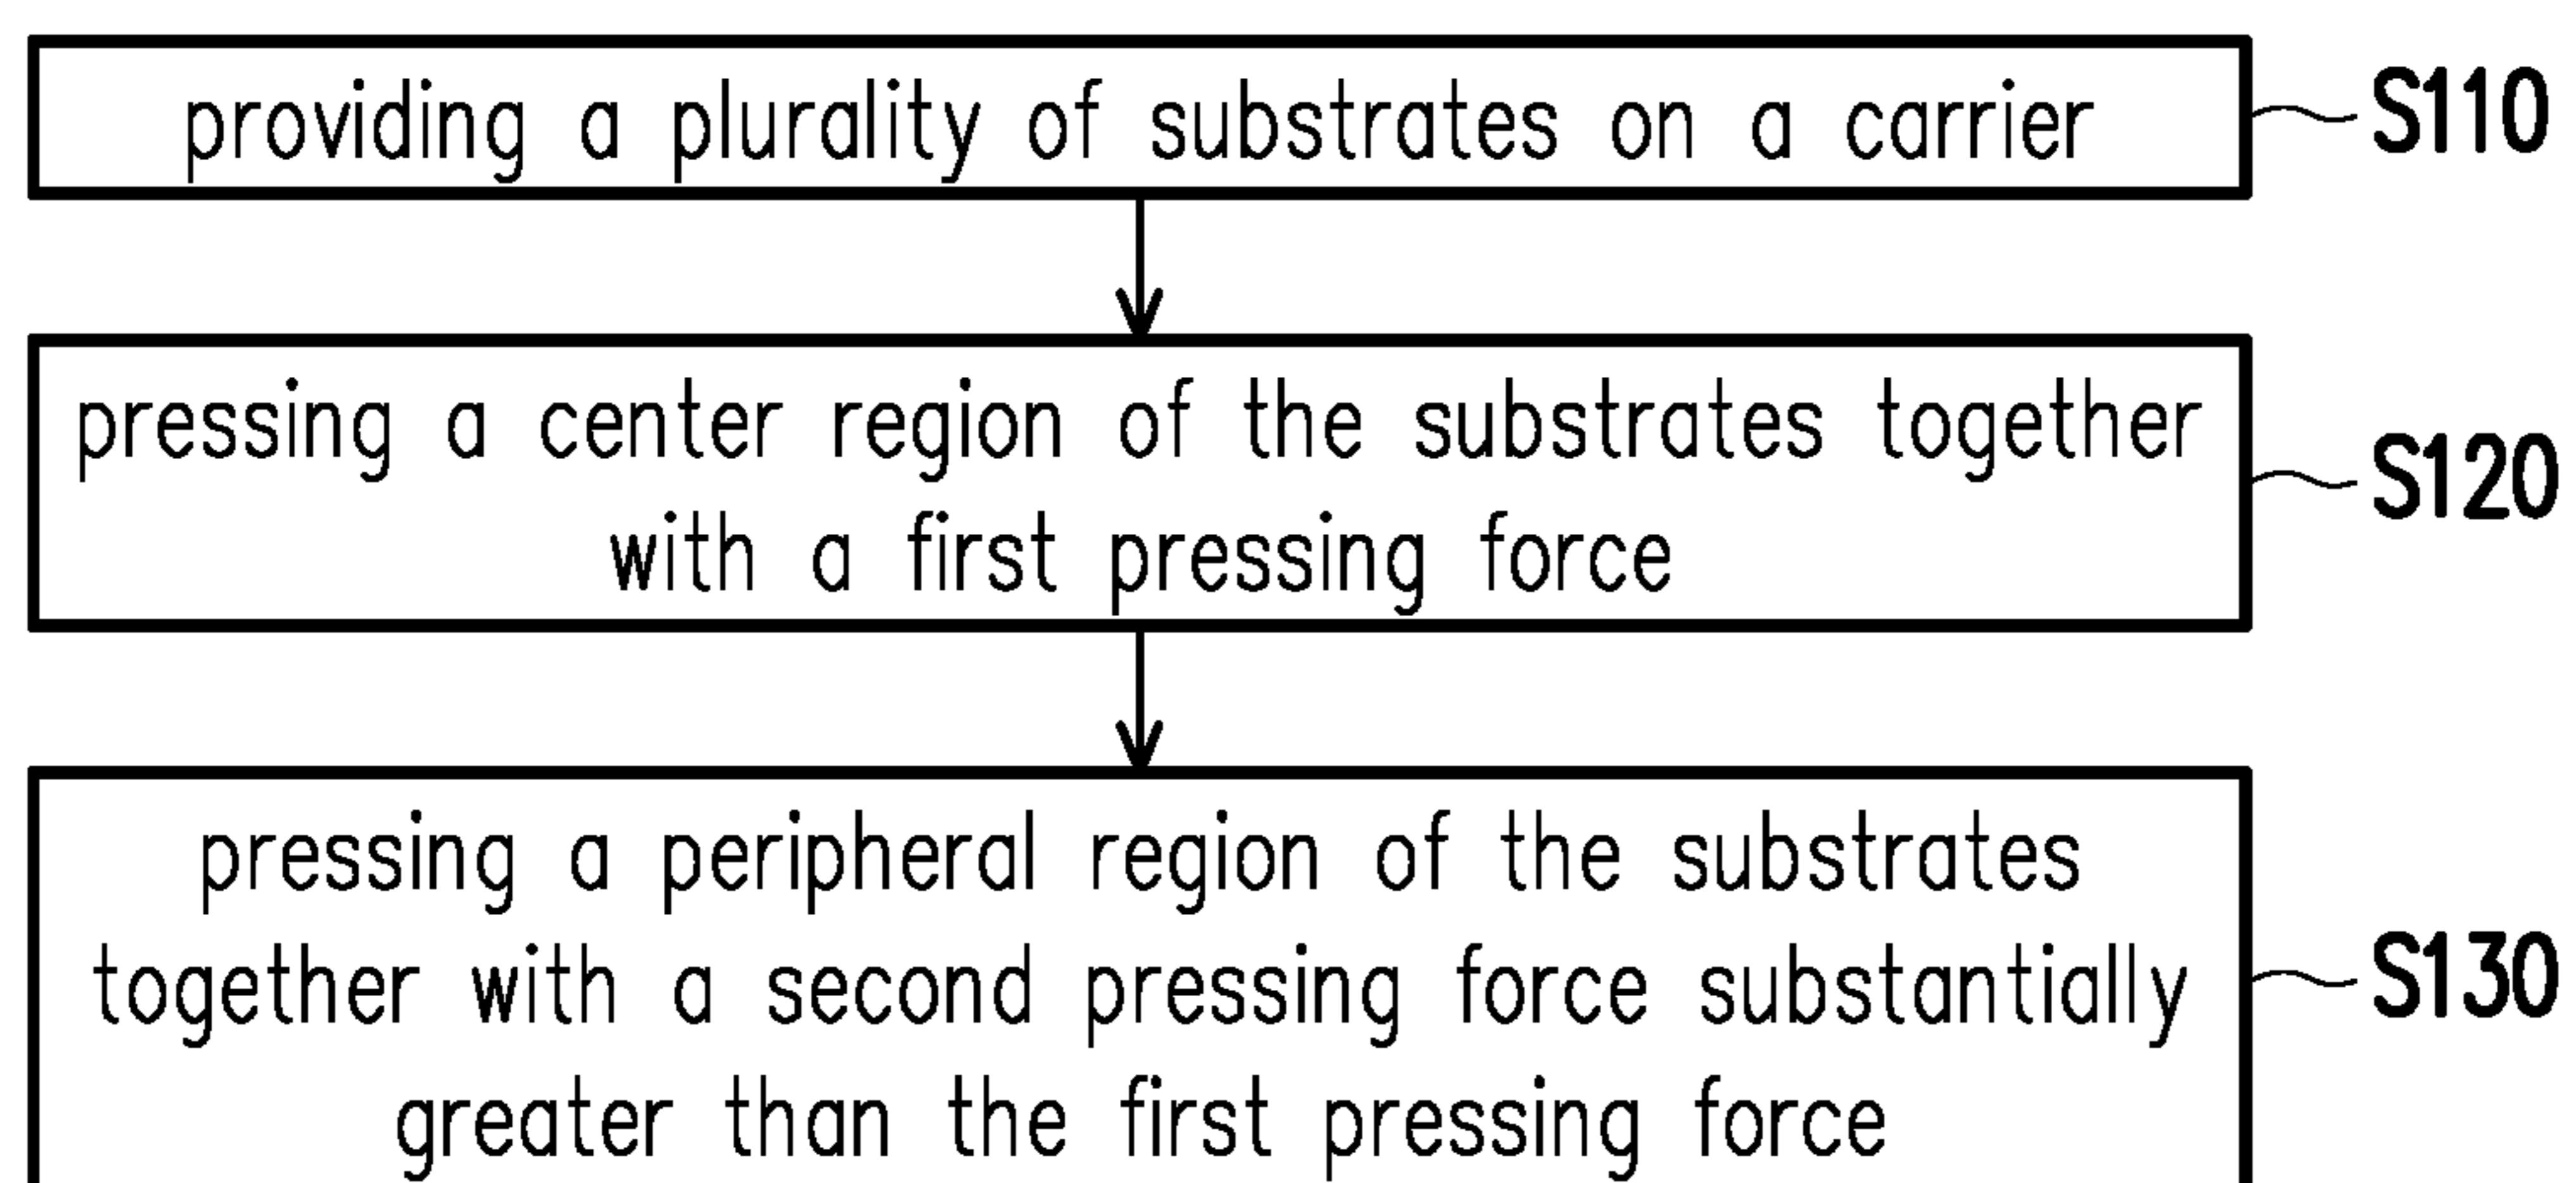 providing a plurality of substrates on a carrier
S110
pressing a center region of the substrates together
with a first pressing force
S120
pressing a peripheral region of the substrates
together with a second pressing force substantially
greater than the first pressing force
S130